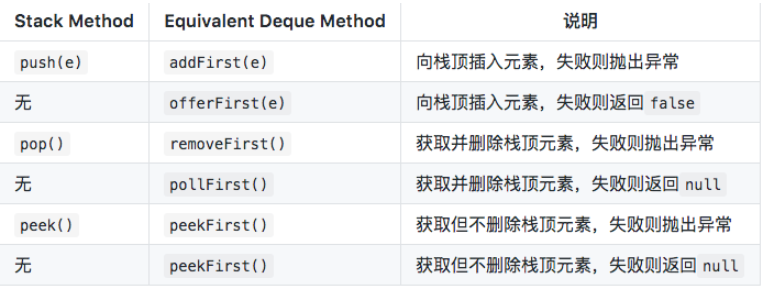 Stack Method Equivalent Deque Method 说明
push(e) addFirst(e) 向栈顶插入元素，失败则抛出异常
无 offerFirst(e) 向栈顶插入元素，失败则返回 false
pop() removeFirst() 获取并删除栈顶元素，失败则抛出异常
无 pollFirst() 获取并删除栈顶元素，失败则返回 null
peek() peekFirst() 获取但不删除栈顶元素，失败则抛出异常
无 peekFirst() 获取但不删除栈顶元素，失败则返回 null